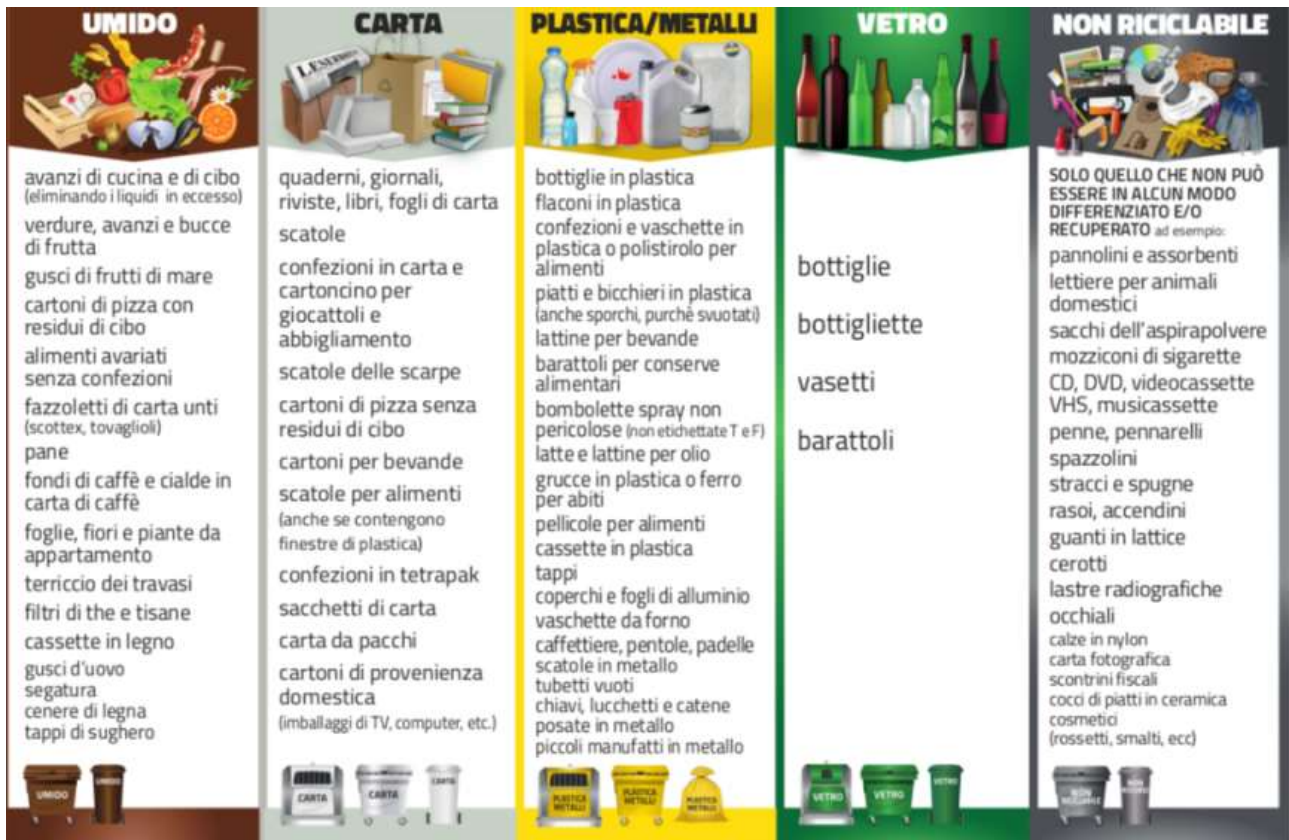 UMIDO
avanzi di cucina e di cibo
(eliminando i liquidi in eccesso)
verdure, avanzi e bucce
di frutta
gusci di frutti di mare
cartoni di pizza con
residui di cibo
alimenti avariati
senza confezioni
fazzoletti di carta unti
(scottex, tovaglioli)
pane
fondi di caffè e cialde in
carta di caffè
foglie, fiori e piante da
appartamento
terriccio dei travasi
filtri di the e tisane
cassette in legno
gusci d'uovo
segatura
cenere di legna
tappi di sughero
UMIDO
UMIDO
CARTA
quaderni, giornali,
riviste, libri, fogli di carta
scatole
confezioni in carta e
cartoncino per
giocattoli e
abbigliamento
scatole delle scarpe
cartoni di pizza senza
residui di cibo
cartoni per bevande
scatole per alimenti
(anche se contengono
finestre di plastica)
confezioni in tetrapak
sacchetti di carta
carta da pacchi
cartoni di provenienza
domestica
(imballaggi di TV, computer, etc.)
CARTA
CARTA
CARTA
PLASTICA/METALLI
bottiglie in plastica
flaconi in plastica
confezioni e vaschette in
plastica o polistirolo per
alimenti
piatti e bicchieri in plastica
(anche sporchi, purchè svuotati)
lattine per bevande
barattoli per conserve
alimentari
bombolette spray non
pericolose (non etichettate T e F)
latte e lattine per olio
grucce in plastica o ferro
per abiti
pellicole per alimenti
cassette in plastica
tappi
coperchi e fogli di alluminio
vaschette da forno
caffettiere, pentole, padelle
scatole in metallo
tubetti vuoti
chiavi, lucchetti e catene
posate in metallo
piccoli manufatti in metallo
PLASTICA
METALLI
PLASTICA
METALLI
PLASTICA
METALLI
VETRO
bottiglie
bottigliette
vasetti
barattoli
VETRO
VETRO
VETRO
NON RICICLABILE
SOLO QUELLO CHE NON PUÒ
ESSERE IN ALCUN MODO
DIFFERENZIATO E/O
RECUPERATO ad esempio:
pannolini e assorbenti
lettiere per animali
domestici
sacchi dell'aspirapolvere
mozziconi di sigarette
CD, DVD, videocassette
VHS, musicassette
penne, pennarelli
spazzolini
stracci e spugne
rasoi, accendini
guanti in lattice
cerotti
lastre radiografiche
occhiali
calze in nylon
carta fotografica
scontrini fiscali
cocci di piatti in ceramica
cosmetici
(rossetti, smalti, ecc)
NON
RICICLABILE
NON